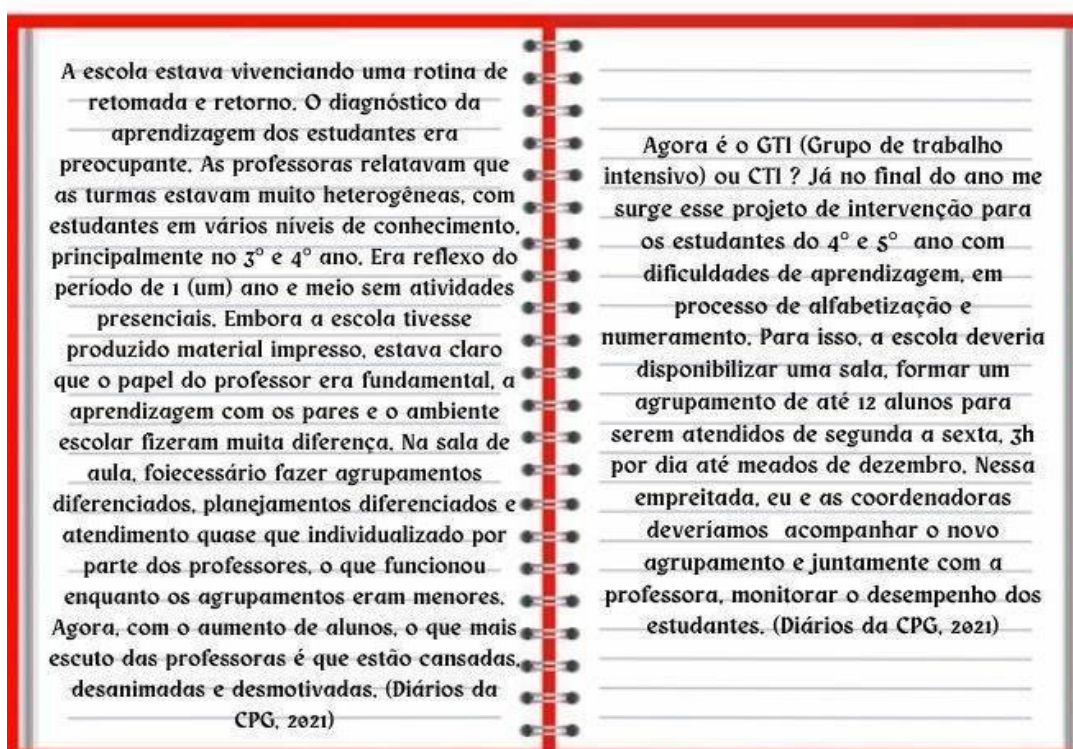 A escola estava vivenciando uma rotina de
retomada e retorno. O diagnóstico da
aprendizagem dos estudantes era
preocupante. As professoras relatavam que
as turmas estavam muito heterogêneas, com
estudantes em vários níveis de conhecimento,
principalmente no 3° e 4° ano. Era reflexo do
período de 1 (um) ano e meio sem atividades
presenciais. Embora a escola tivesse
produzido material impresso, estava claro
que o papel do professor era fundamental, a
aprendizagem com os pares e o ambiente
escolar fizeram muita diferença. Na sala de
aula, foiecessário fazer agrupamentos
diferenciados, planejamentos diferenciados e
atendimento quase que individualizado por
parte dos professores, o que funcionou
enquanto os agrupamentos eram menores.
Agora, com o aumento de alunos, o que mais
escuto das professoras é que estão cansadas,
desanimadas e desmotivadas. (Diários da
CPG, 2021)
Agora é o GTI (Grupo de trabalho
intensivo) ou CTI ? Já no final do ano me
surge esse projeto de intervenção para
os estudantes do 4° e 5° ano com
dificuldades de aprendizagem, em
processo de alfabetização e
numeramento. Para isso, a escola deveria
disponibilizar uma sala, formar um
agrupamento de até 12 alunos para
serem atendidos de segunda a sexta, 3h
por dia até meados de dezembro. Nessa
empreitada, eu e as coordenadoras
deveríamos acompanhar o novo
agrupamento e juntamente com a
professora, monitorar o desempenho dos
estudantes. (Diários da CPG, 2021)